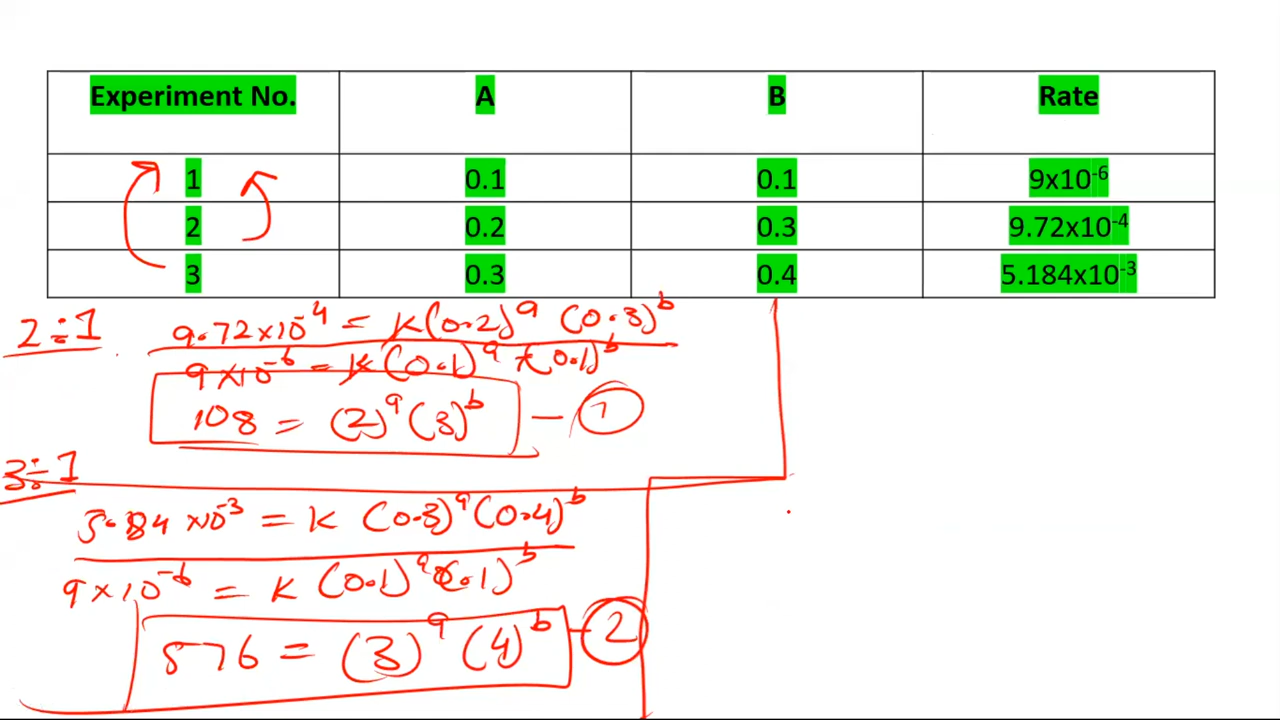 Experiment No. A B Rate
1 0.1 0.1 9x10⁻⁶
2 0.2 0.3 9.72x10⁻⁴
3 0.3 0.4 5.184x10⁻³
2÷1
9.72×10⁻⁴ = k(0.2)ᵃ (0.3)ᵇ
9×10⁻⁶ = k(0.1)ᵃ (0.1)ᵇ
108 = (2)ᵃ(3)ᵇ — ①
3÷1
5.184×10⁻³ = k (0.3)ᵃ(0.4)ᵇ
9×10⁻⁶ = k (0.1)ᵃ(0.1)ᵇ
576 = (3)ᵃ(4)ᵇ – ②